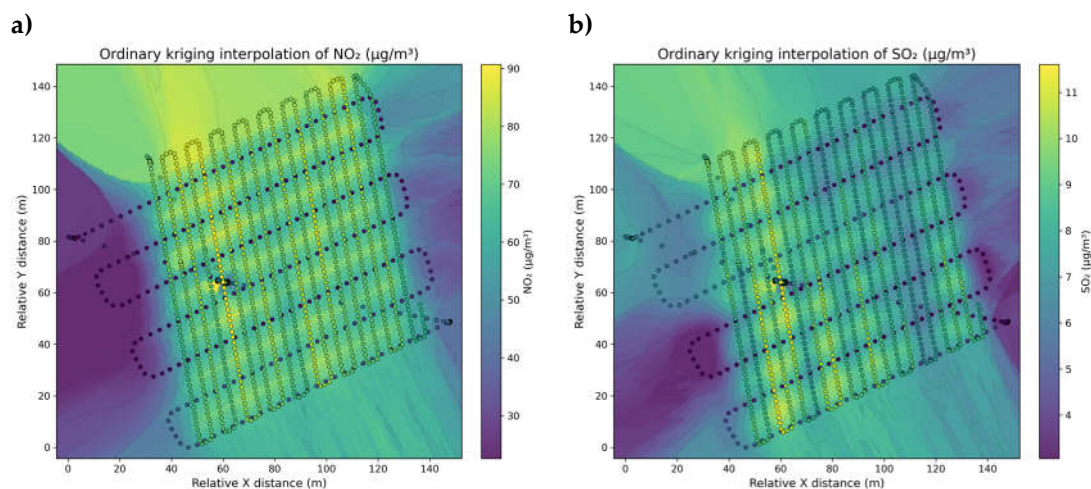 a)
b)
Ordinary kriging interpolation of NO₂ (µg/m³)
140
120
100
80
60
40
20
0
Relative Y distance (m)
0 20 40 60 80 100 120 140
Relative X distance (m)
90
80
70
60
50
40
30
NO₂ (µg/m³)
Ordinary kriging interpolation of SO₂ (µg/m³)
140
120
100
80
60
40
20
0
Relative Y distance (m)
0 20 40 60 80 100 120 140
Relative X distance (m)
11
10
9
8
7
6
5
4
SO₂ (µg/m³)